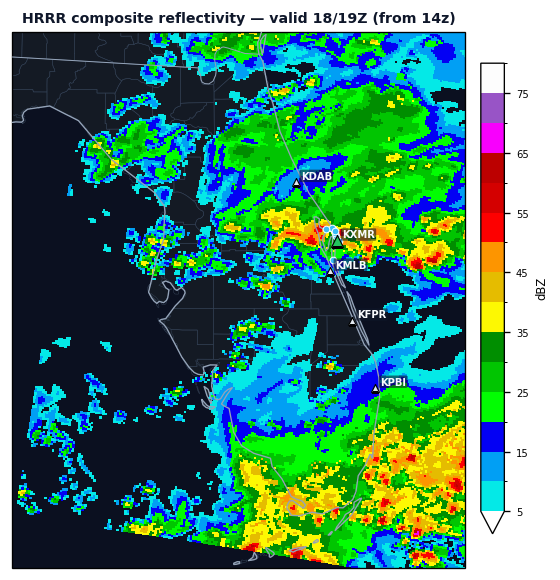 HRRR composite reflectivity — valid 18/19Z (from 14z)
75
65
55
45
35
25
15
5
dBZ
KDAB
KXMR
KMLB
KFPR
KPBI